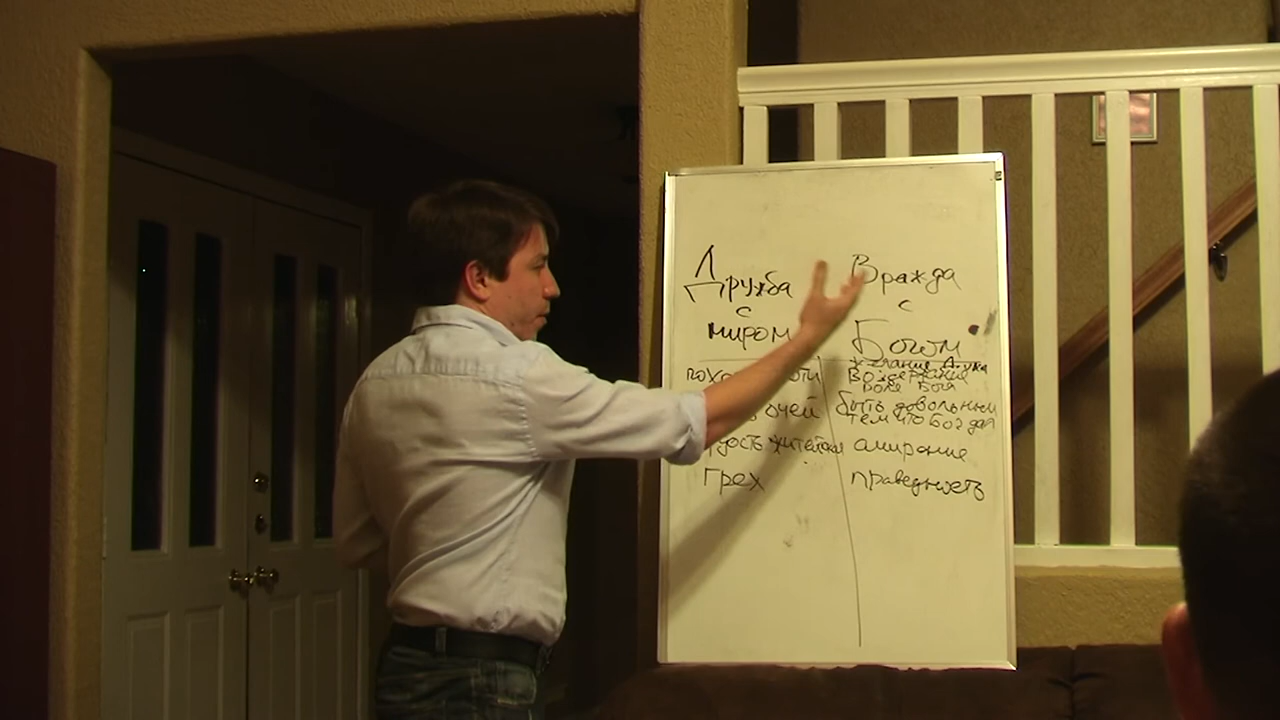 Дружба
с
миром
Вражда
с
Богом
желание Духа
Воздержание
воля Бога
очей
быть довольным
тем что Бог дал
житейская смирение
грех
праведность